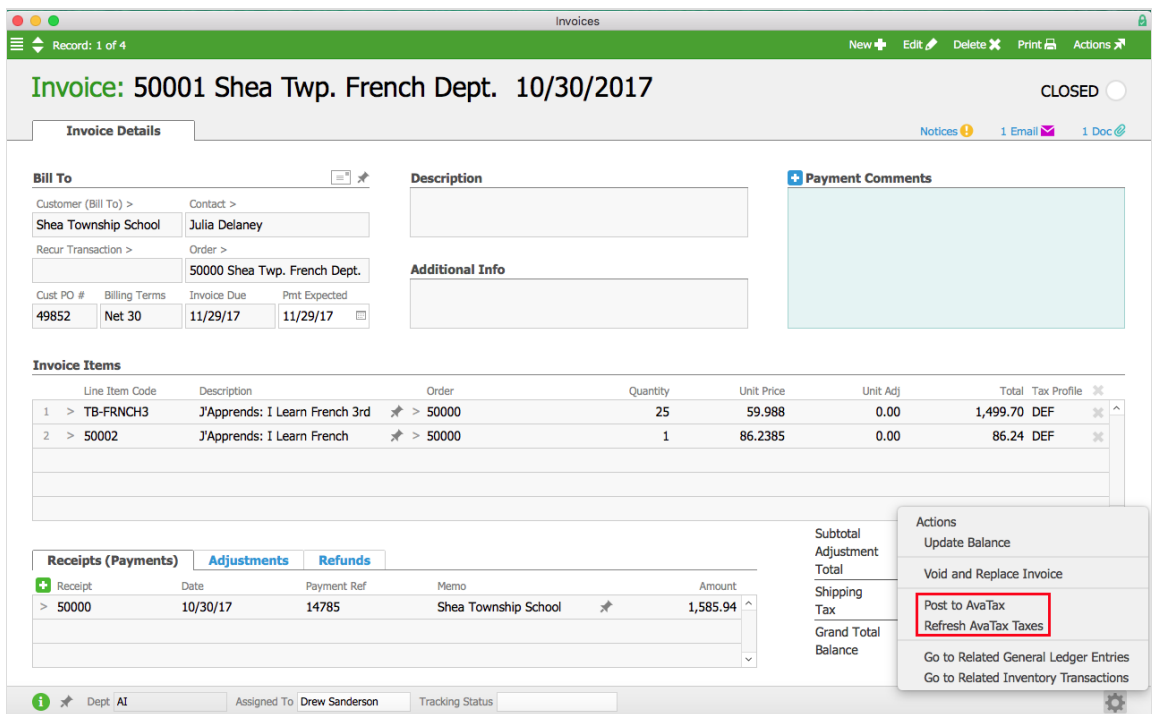 Invoices
Record: 1 of 4 New Edit Delete Print Actions
Invoice: 50001 Shea Twp. French Dept. 10/30/2017 CLOSED
Invoice Details Notices 1 Email 1 Doc
Bill To Description Payment Comments
Customer (Bill To) > Contact >
Shea Township School Julia Delaney
Recur Transaction > Order >
50000 Shea Twp. French Dept. Additional Info
Cust PO # Billing Terms Invoice Due Pmt Expected
49852 Net 30 11/29/17 11/29/17
Invoice Items
Line Item Code Description Order Quantity Unit Price Unit Adj Total Tax Profile
1 > TB-FRNCH3 J'Apprends: I Learn French 3rd > 50000 25 59.988 0.00 1,499.70 DEF
2 > 50002 J'Apprends: I Learn French > 50000 1 86.2385 0.00 86.24 DEF
Subtotal
Adjustment
Total
Shipping
Tax
Grand Total
Balance
Actions
Update Balance
Void and Replace Invoice
Post to AvaTax
Refresh AvaTax Taxes
Go to Related General Ledger Entries
Go to Related Inventory Transactions
Receipts (Payments) Adjustments Refunds
Receipt Date Payment Ref Memo Amount
> 50000 10/30/17 14785 Shea Township School 1,585.94
Dept AI Assigned To Drew Sanderson Tracking Status